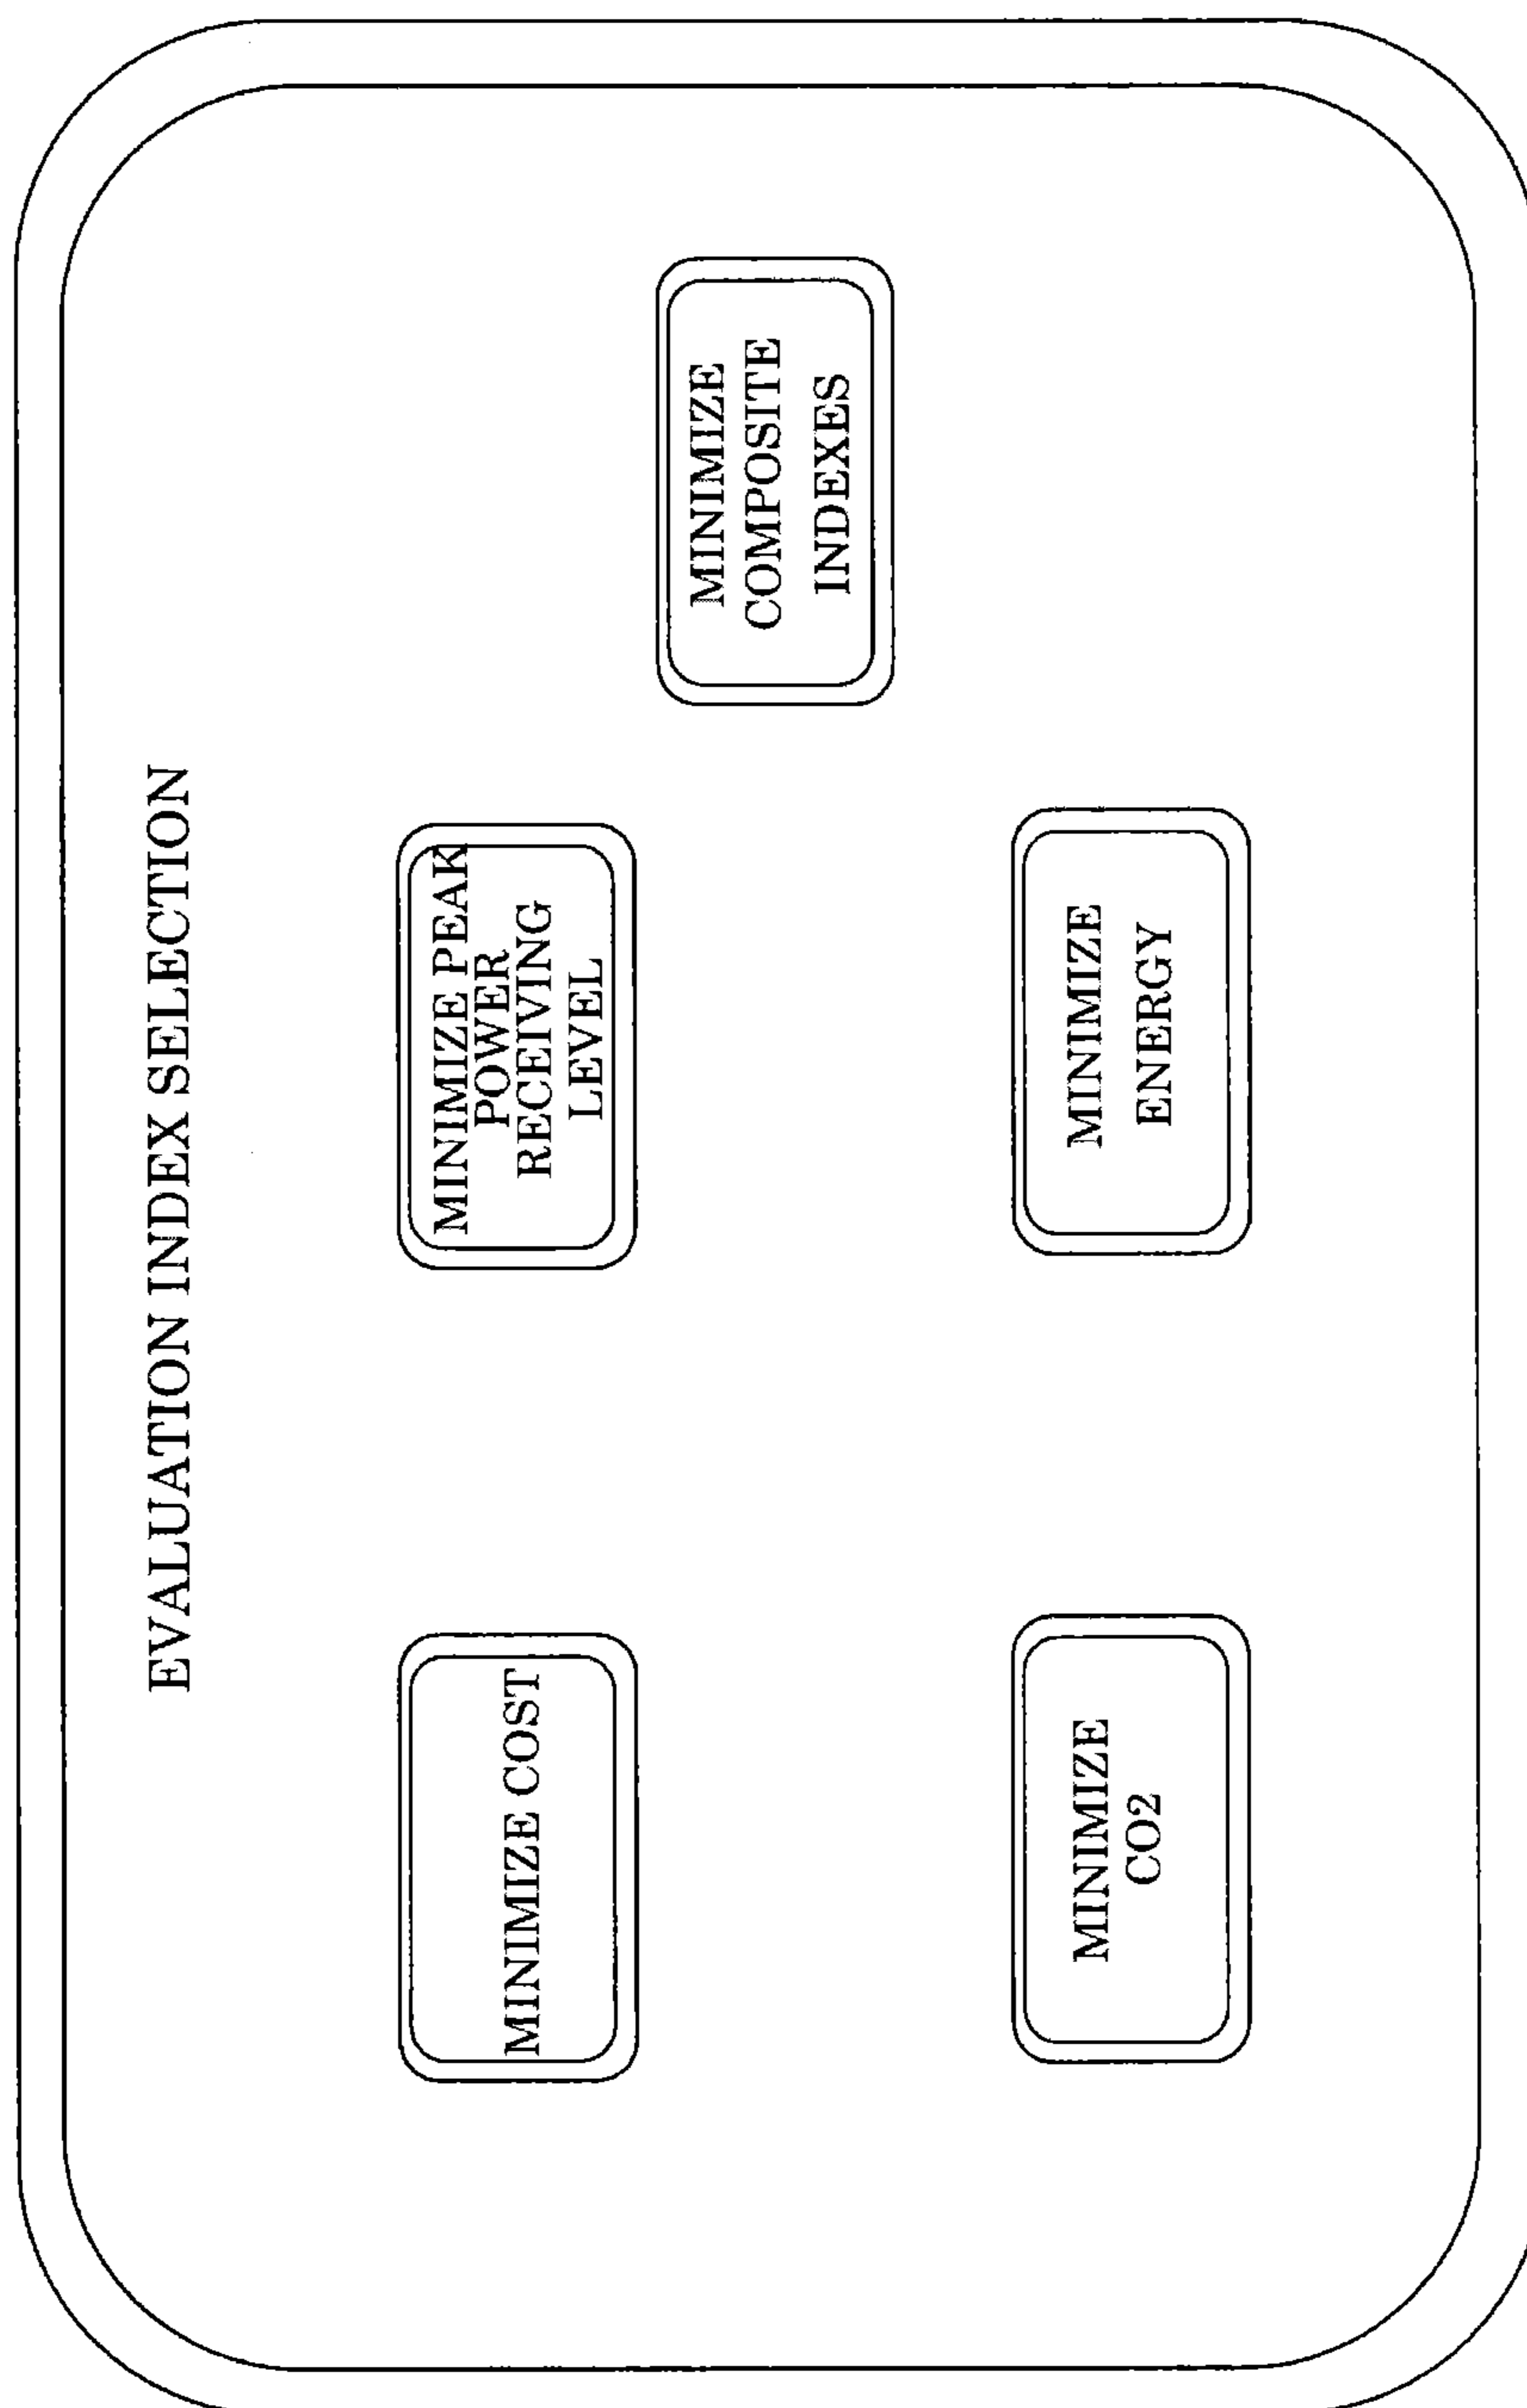 EVALUATION INDEX SELECTION
MINIMIZE COST
MINIMIZE PEAK
POWER
RECEIVING
LEVEL
MINIMIZE
COMPOSITE
INDEXES
MINIMIZE
CO2
MINIMIZE
ENERGY